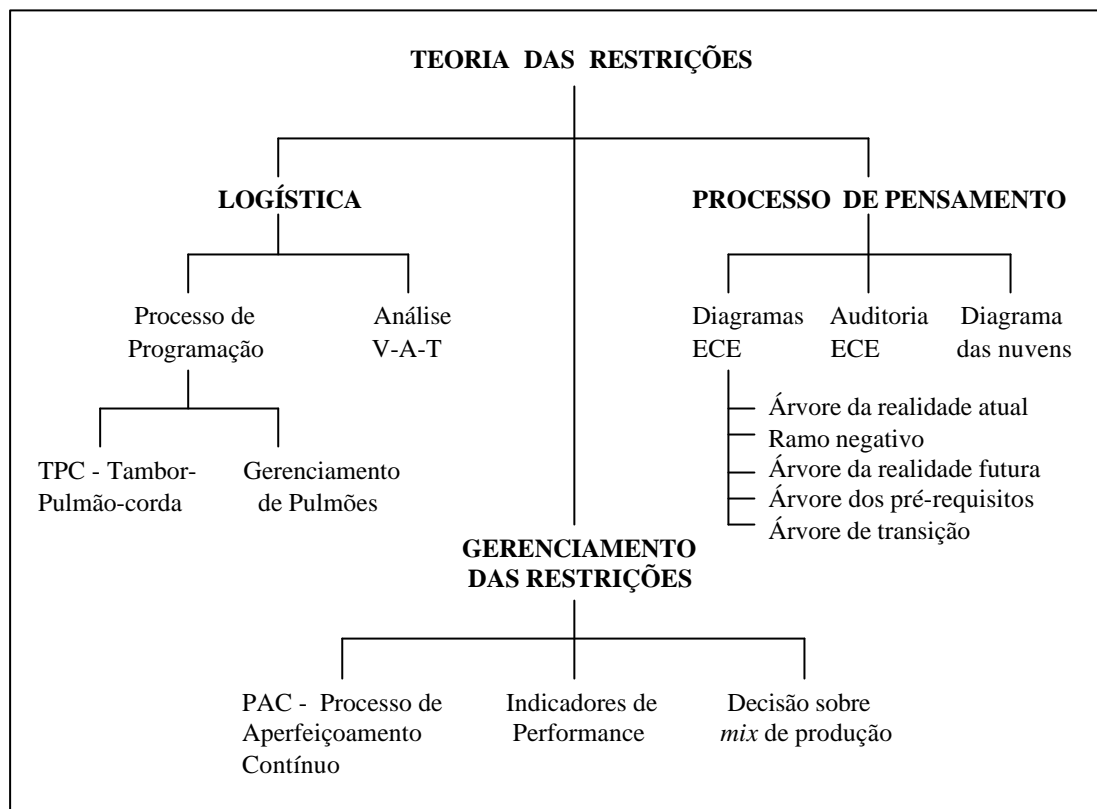 TEORIA DAS RESTRIÇÕES
LOGÍSTICA
PROCESSO DE PENSAMENTO
Processo de
Programação
Análise
V-A-T
Diagramas
ECE
Auditoria
ECE
Diagrama
das nuvens
Árvore da realidade atual
Ramo negativo
Árvore da realidade futura
Árvore dos pré-requisitos
Árvore de transição
TPC - Tambor-
Pulmão-corda
Gerenciamento
de Pulmões
GERENCIAMENTO
DAS RESTRIÇÕES
PAC - Processo de
Aperfeiçoamento
Contínuo
Indicadores de
Performance
Decisão sobre
mix de produção